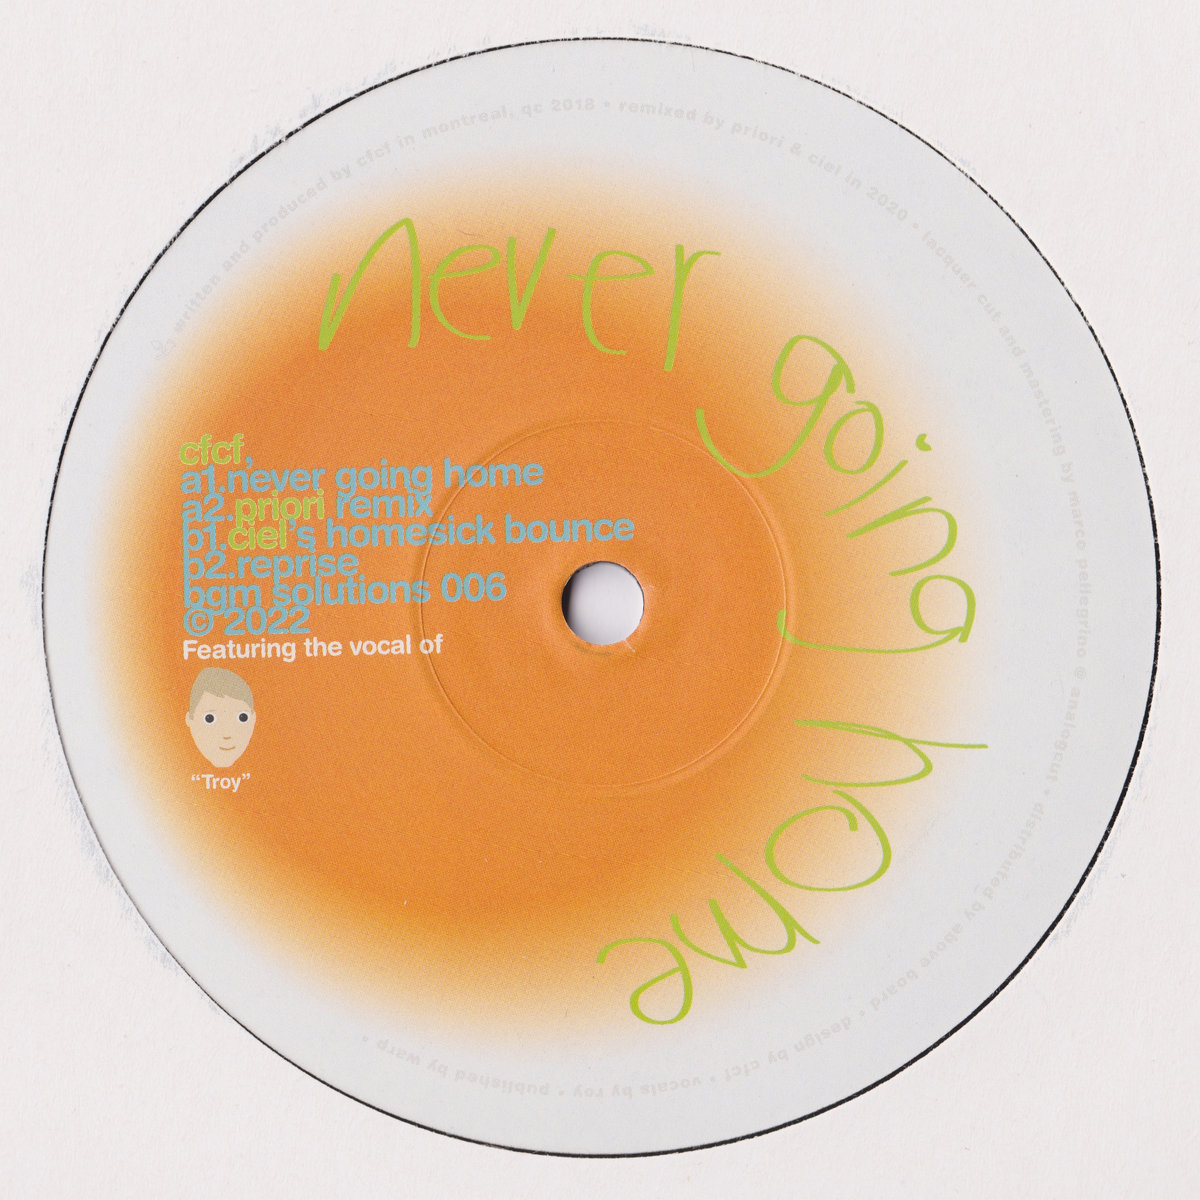 never going home
cfcf,
a1.never going home
a2.priori remix
b1.ciel's homesick bounce
b2.reprise
bgm solutions 006
© 2022
Featuring the vocal of
“Troy”
written and produced by cfcf in montreal, qc 2018 • remixed by priori & ciel in 2020 • lacquer cut and mastering by marco pellegrino @ analogcut • distributed by above board • design by cfcf • vocals by roy • published by warp •